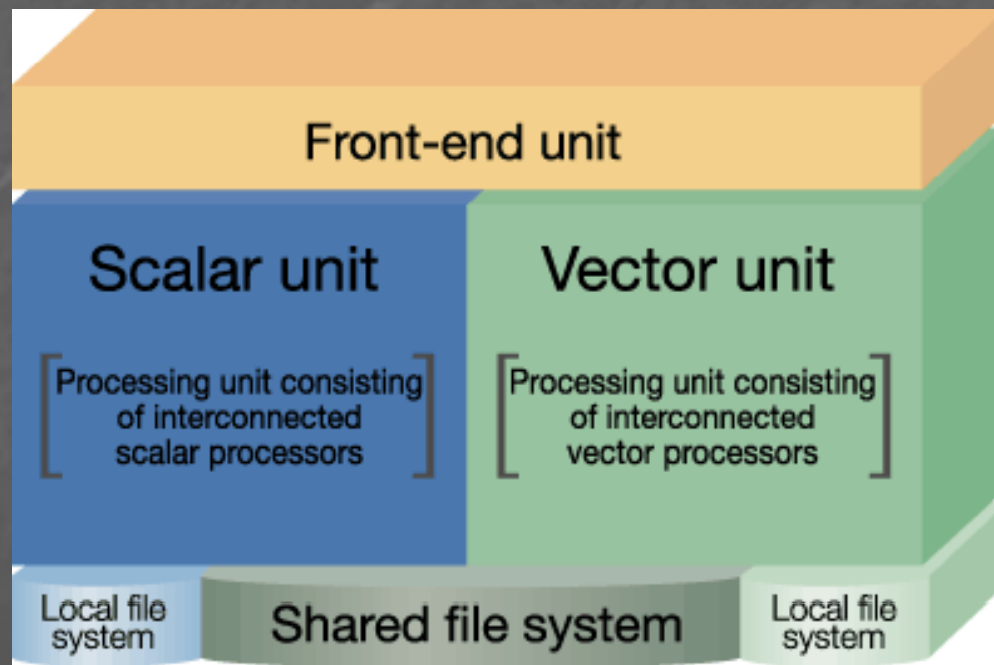 Front-end unit
Scalar unit
Processing unit consisting
of interconnected
scalar processors
Vector unit
Processing unit consisting
of interconnected
vector processors
Local file
system
Shared file system
Local file
system